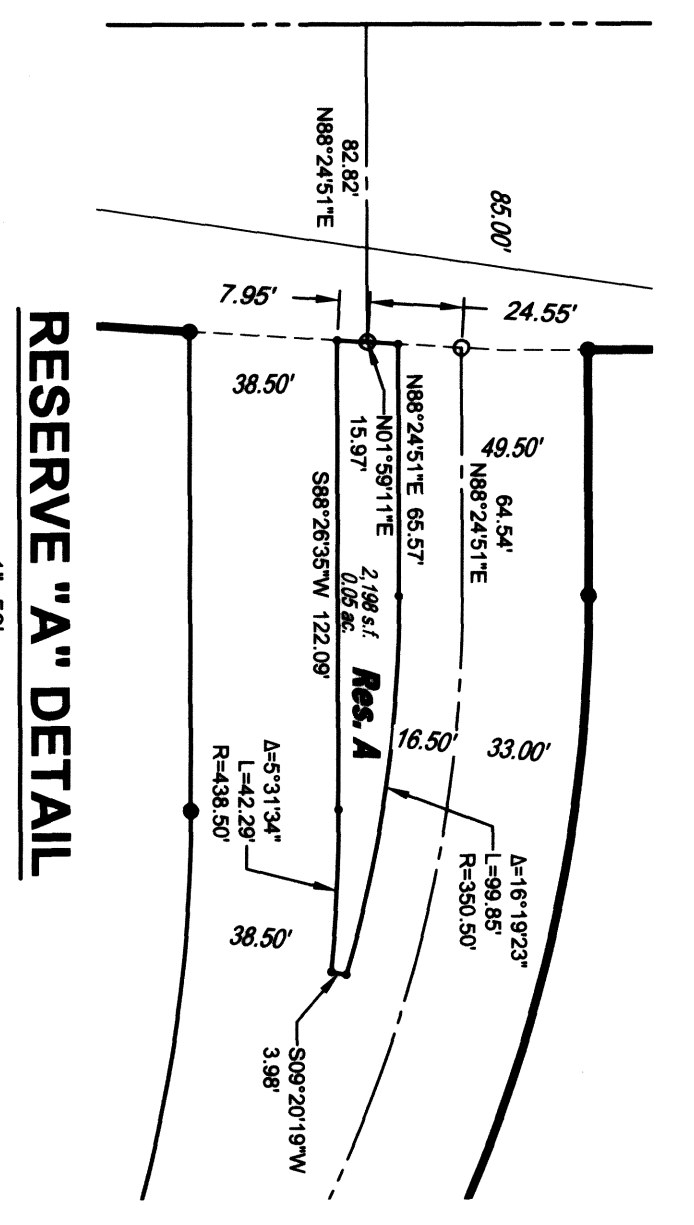 82.82'
N88°24'51"E
85.00'
7.95'
24.55'
38.50'
N88°24'51"E 65.57'
N01°59'11"E
15.97'
49.50'
64.54'
N88°24'51"E
S88°26'35"W 122.09'
2,198 s.f.
0.05 ac.
Res. A
16.50'
33.00'
Δ=5°31'34"
L=42.29'
R=438.50'
Δ=16°19'23"
L=99.85'
R=350.50'
38.50'
S09°20'19"W
3.98'
RESERVE "A" DETAIL